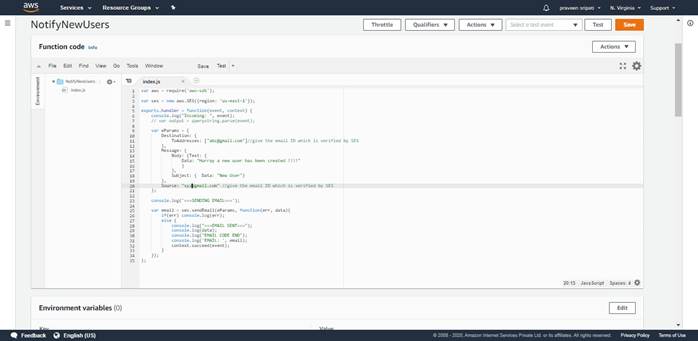 aws Services Resource Groups praveen sripati N. Virginia Support
NotifyNewUsers Throttle Qualifiers Actions Select a test event Test Save
Function code Info Actions
File Edit Find View Go Tools Window Save Test
Environment
NotifyNewUsers
index.js
index.js
1 var aws = require('aws-sdk');
2
3 var ses = new aws.SES({region: 'us-east-1'});
4
5 exports.handler = function(event, context) {
6 console.log("Incoming: ", event);
7 // var output = querystring.parse(event);
8
9 var eParams = {
10 Destination: {
11 ToAddresses: ["abc@gmail.com"]//give the email ID which is verified by SES
12 },
13 Message: {
14 Body: {Text: {
15 Data: "Hurray a new user has been created !!!!"
16 }
17 },
18 Subject: { Data: "New User"}
19 },
20 //give the email ID which is verified by SES
21 };
22
23 console.log('===SENDING EMAIL===');
24
25 var email = ses.sendEmail(eParams, function(err, data){
26 if(err) console.log(err);
27 else {
28 console.log("===EMAIL SENT===");
29 console.log(data);
30 console.log("EMAIL CODE END");
31 console.log('EMAIL: ', email);
32 context.succeed(event);
33 }
34 });
35 };
20:15 JavaScript Spaces: 4
Environment variables (0) Edit
Key Value
Feedback English (US) © 2008 - 2020, Amazon Internet Services Private Ltd. or its affiliates. All rights reserved. Privacy Policy Terms of Use